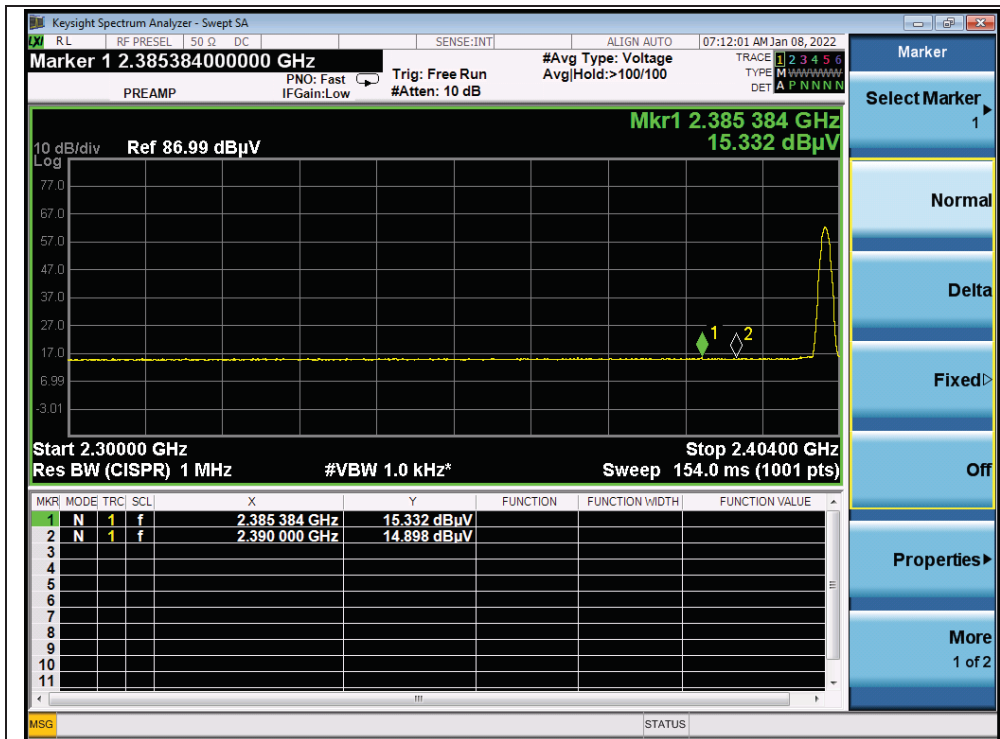 Keysight Spectrum Analyzer - Swept SA
LXI RL RF PRESEL 50 Ω DC SENSE:INT ALIGN AUTO 07:12:01 AM Jan 08, 2022
Marker 1 2.385384000000 GHz
PREAMP
PNO: Fast
IFGain:Low
Trig: Free Run
#Atten: 10 dB
#Avg Type: Voltage
Avg|Hold:>100/100
TRACE 1 2 3 4 5 6
TYPE M WWWWW
DET A P N N N N
Mkr1 2.385 384 GHz
15.332 dBµV
10 dB/div Ref 86.99 dBµV
Log
77.0
67.0
57.0
47.0
37.0
27.0
17.0
6.99
-3.01
1
2
Start 2.30000 GHz Stop 2.40400 GHz
Res BW (CISPR) 1 MHz #VBW 1.0 kHz* Sweep 154.0 ms (1001 pts)
MKR MODE TRC SCL X Y FUNCTION FUNCTION WIDTH FUNCTION VALUE
1 N 1 f 2.385 384 GHz 15.332 dBµV
2 N 1 f 2.390 000 GHz 14.898 dBµV
3
4
5
6
7
8
9
10
11
MSG STATUS
Marker
Select Marker
1
Normal
Delta
Fixed
Off
Properties
More
1 of 2